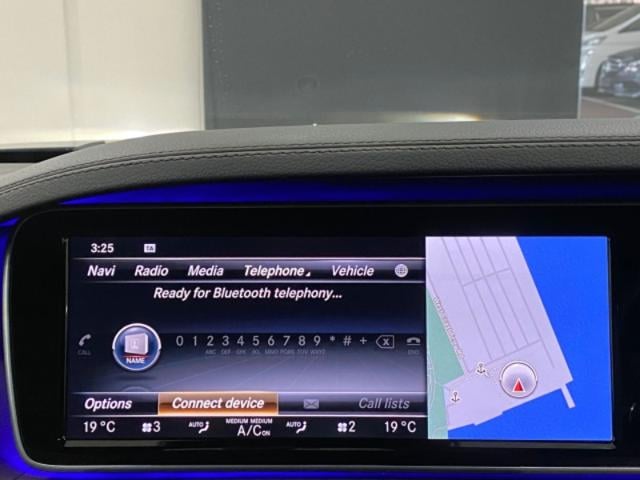 3:25 TA
Navi Radio Media Telephone Vehicle
Ready for Bluetooth telephony...
0 1 2 3 4 5 6 7 8 9 * # +
CALL ABC DEF GHI JKL MNO PQRS TUV WXYZ END
NAME
Options Connect device Call lists
19 °C 3 AUTO MEDIUM MEDIUM AUTO 2 19 °C
A/C ON